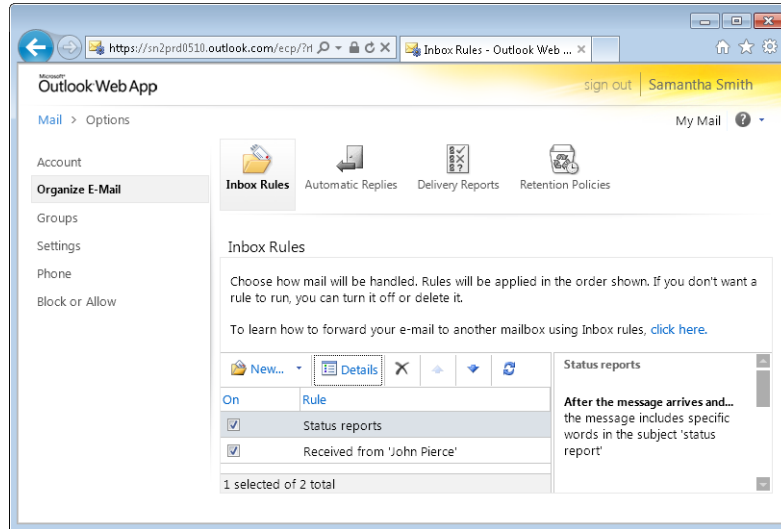 https://sn2prd0510.outlook.com/ecp/?rl
Inbox Rules - Outlook Web ...
Microsoft
Outlook Web App
sign out
Samantha Smith
Mail > Options
My Mail
Account
Organize E-Mail
Groups
Settings
Phone
Block or Allow
Inbox Rules
Automatic Replies
Delivery Reports
Retention Policies
Inbox Rules
Choose how mail will be handled. Rules will be applied in the order shown. If you don't want a
rule to run, you can turn it off or delete it.
To learn how to forward your e-mail to another mailbox using Inbox rules, click here.
New...
Details
On
Rule
Status reports
Received from 'John Pierce'
1 selected of 2 total
Status reports
After the message arrives and...
the message includes specific
words in the subject 'status
report'